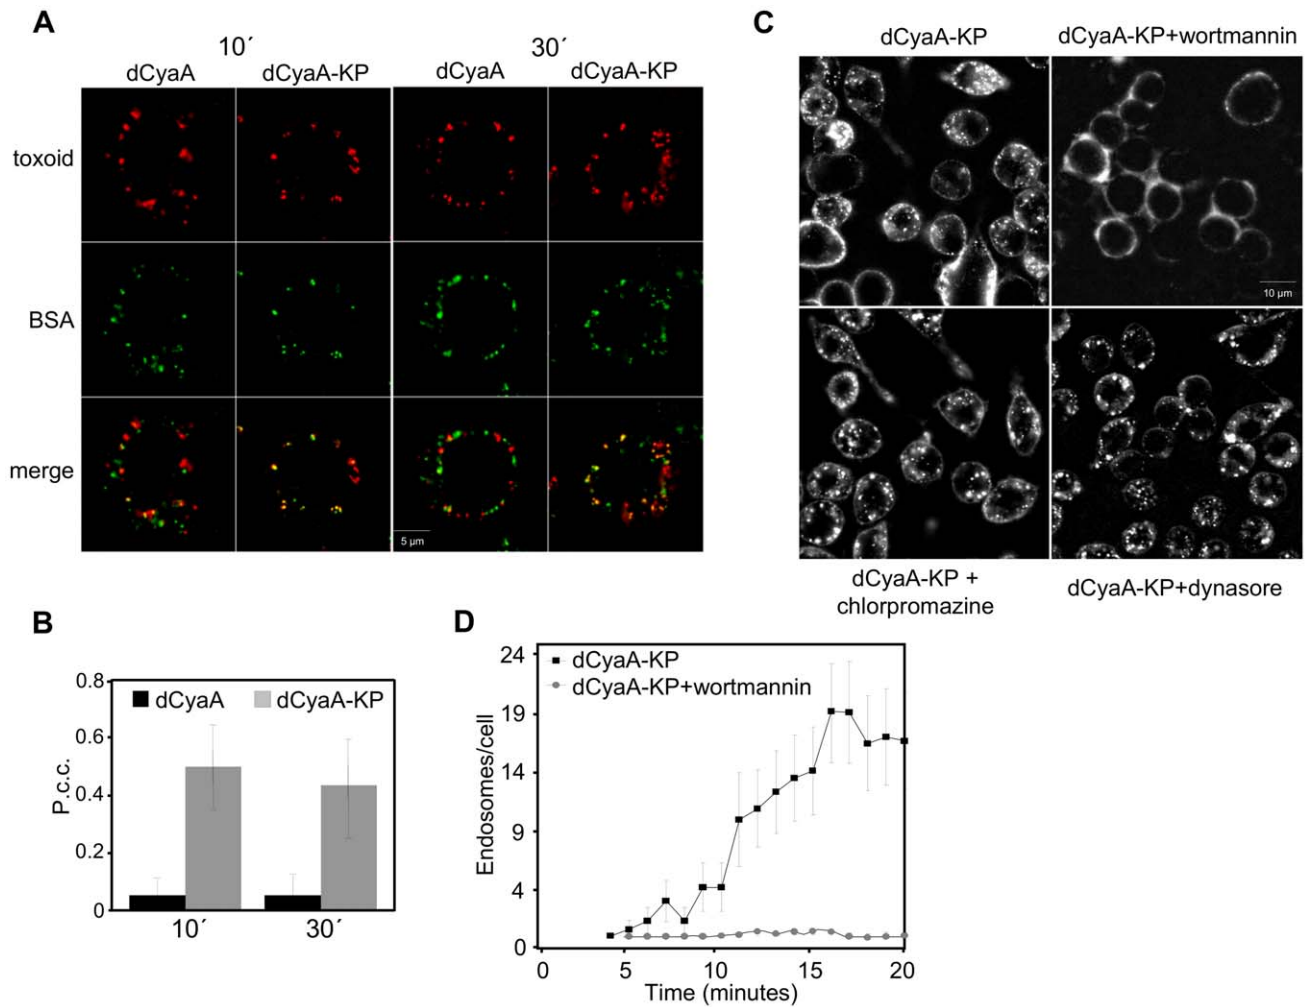 A
10´ 30´
dCyaA dCyaA-KP dCyaA dCyaA-KP
toxoid
BSA
merge
5 µm
C
dCyaA-KP dCyaA-KP+wortmannin
10 µm
dCyaA-KP +
chlorpromazine
dCyaA-KP+dynasore
B
P.c.c.
0.8
0.6
0.4
0.2
0
dCyaA dCyaA-KP
10´ 30´
D
Endosomes/cell
24
19
14
9
4
0
dCyaA-KP
dCyaA-KP+wortmannin
0 5 10 15 20
Time (minutes)